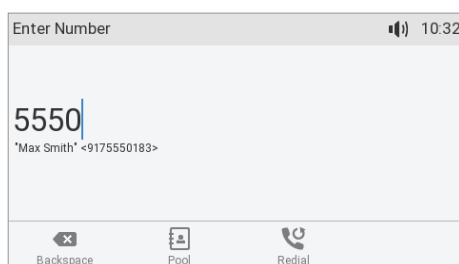 Enter Number 10:32
5550
"Max Smith" <9175550183>
Backspace Pool Redial